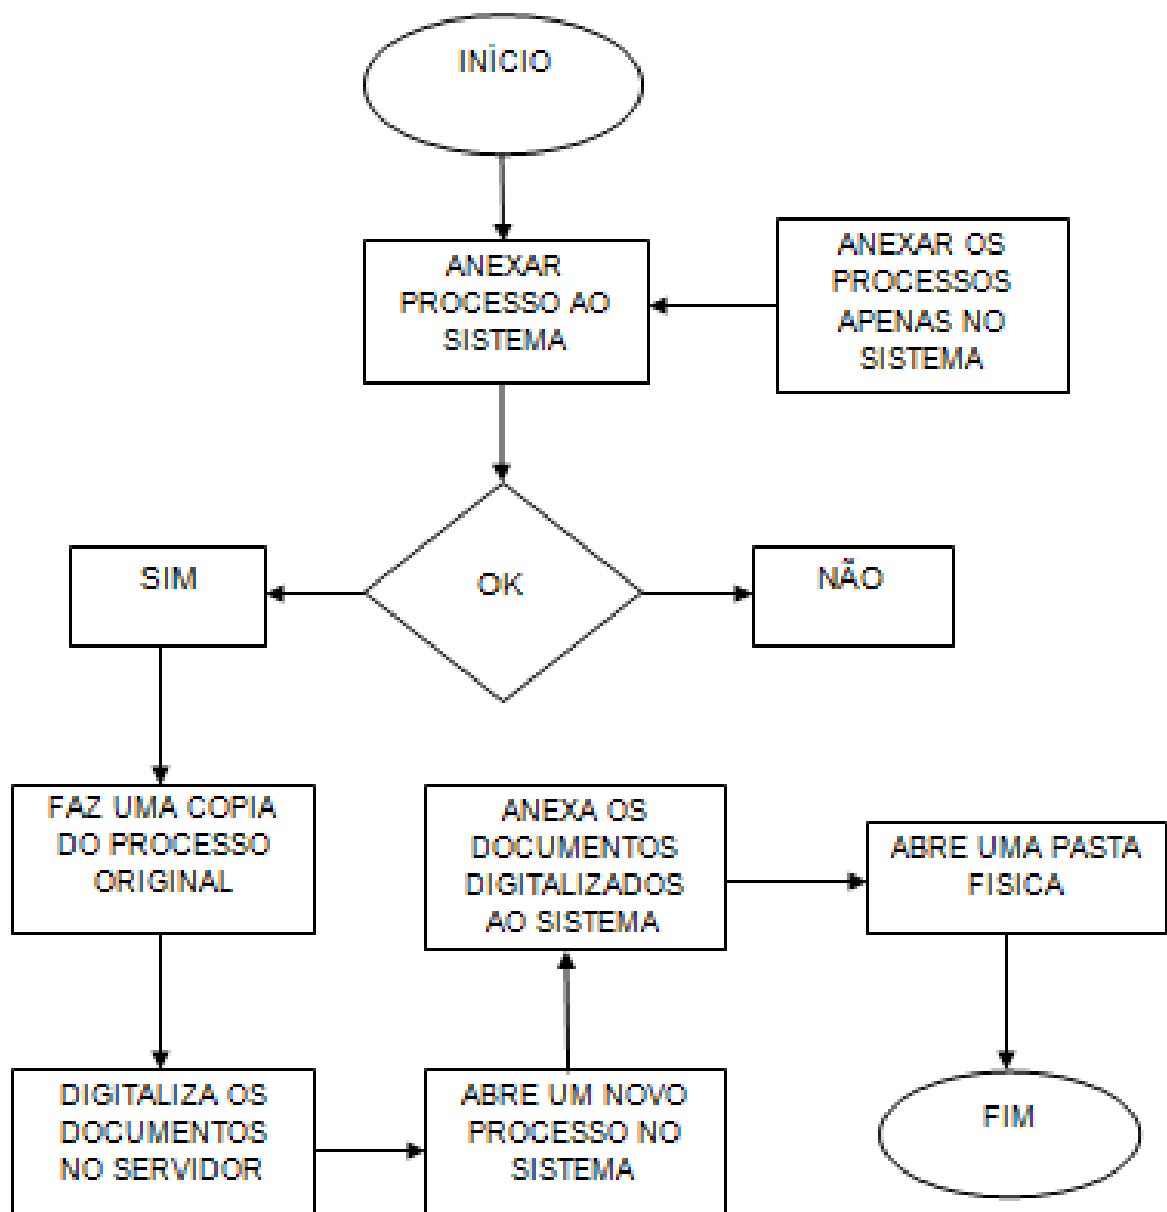 INÍCIO
ANEXAR
PROCESSO AO
SISTEMA
ANEXAR OS
PROCESSOS
APENAS NO
SISTEMA
OK
SIM
NÃO
FAZ UMA COPIA
DO PROCESSO
ORIGINAL
DIGITALIZA OS
DOCUMENTOS
NO SERVIDOR
ABRE UM NOVO
PROCESSO NO
SISTEMA
ANEXA OS
DOCUMENTOS
DIGITALIZADOS
AO SISTEMA
ABRE UMA PASTA
FISICA
FIM